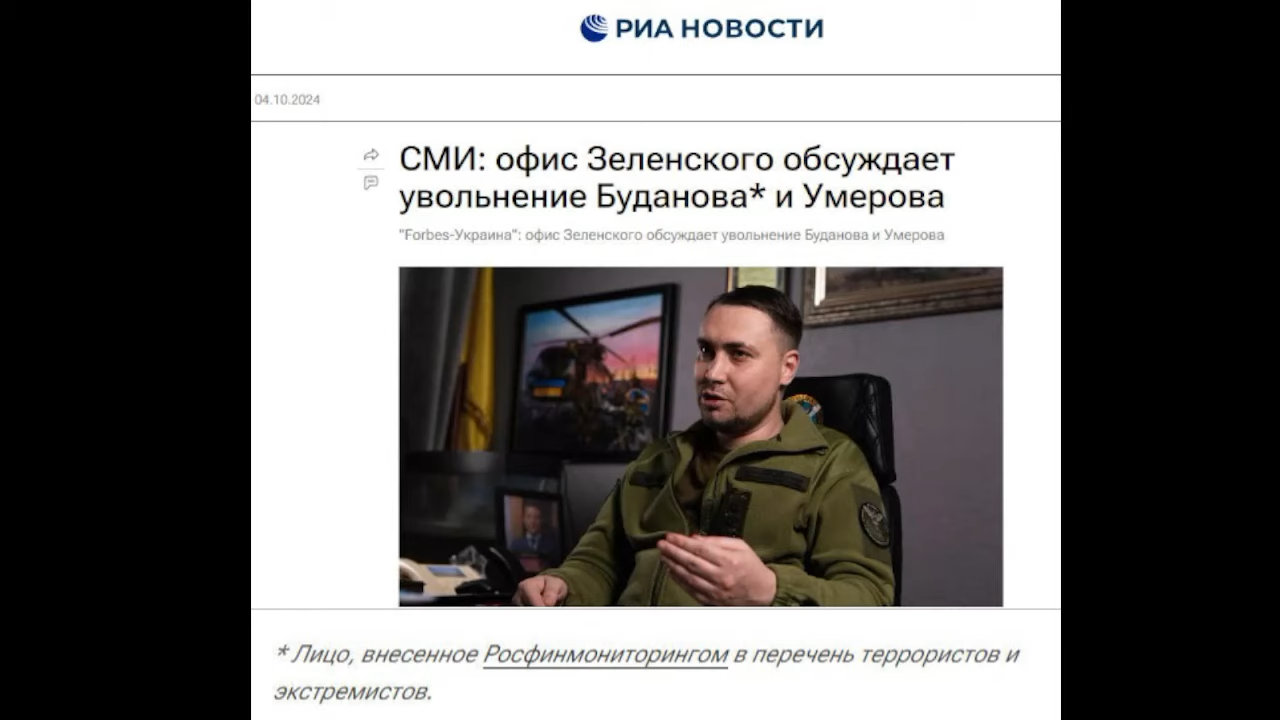 РИА НОВОСТИ
04.10.2024
СМИ: офис Зеленского обсуждает
увольнение Буданова* и Умерова
"Forbes-Украина": офис Зеленского обсуждает увольнение Буданова и Умерова
* Лицо, внесенное Росфинмониторингом в перечень террористов и
экстремистов.